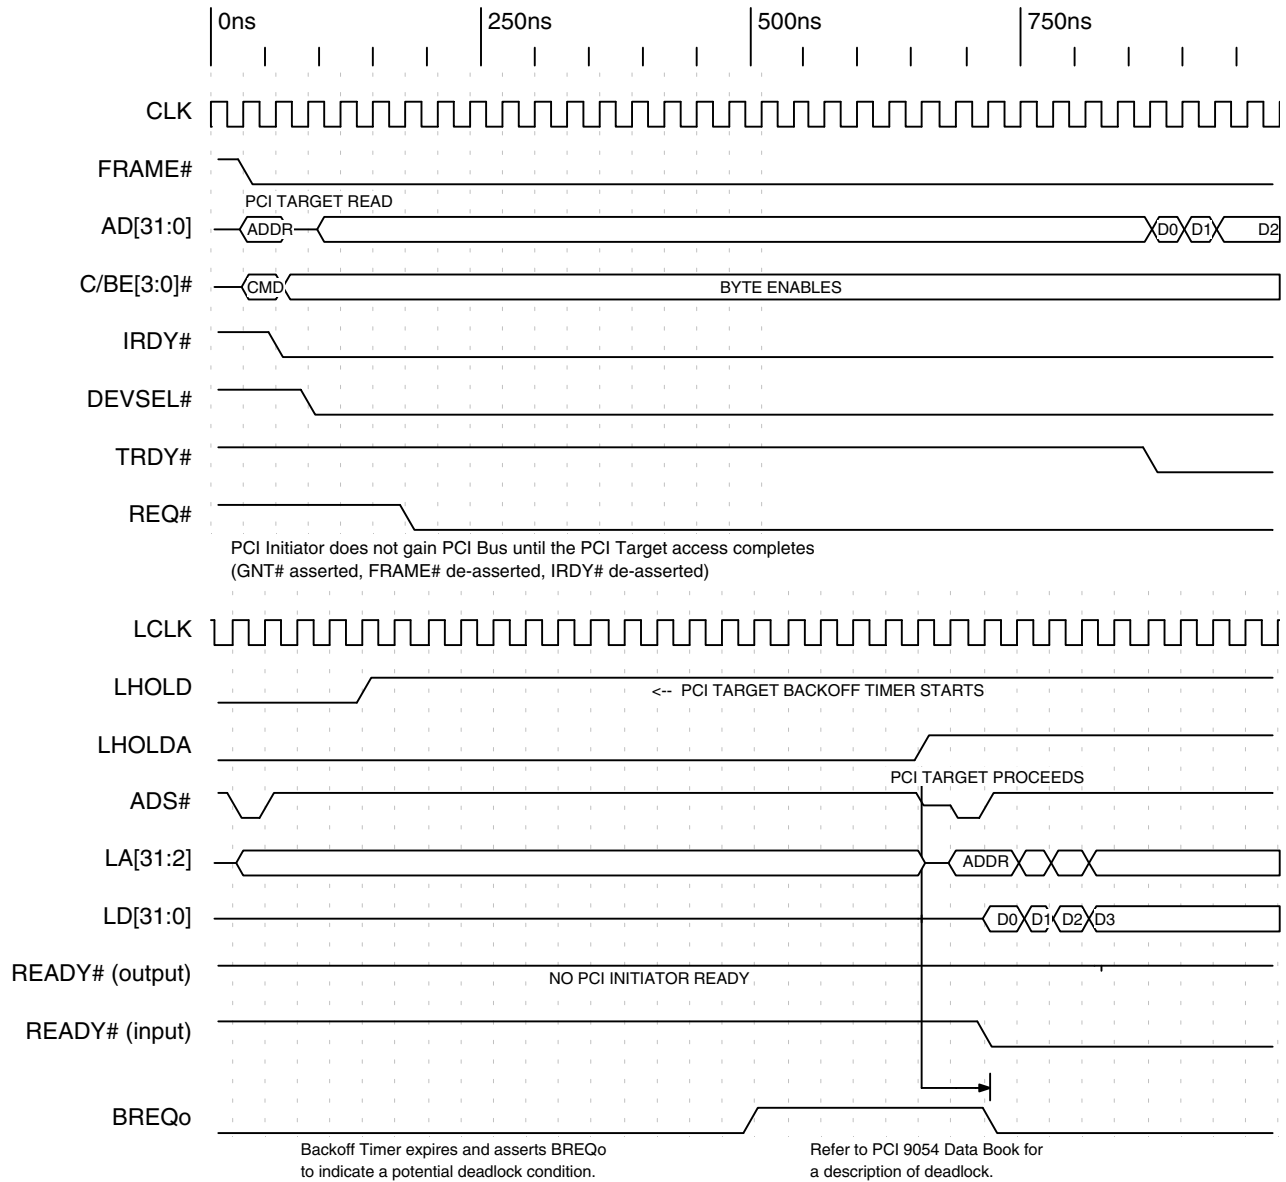 0ns 250ns 500ns 750ns
CLK
FRAME#
PCI TARGET READ
AD[31:0] ADDR D0 D1 D2
C/BE[3:0]# CMD BYTE ENABLES
IRDY#
DEVSEL#
TRDY#
REQ#
PCI Initiator does not gain PCI Bus until the PCI Target access completes
(GNT# asserted, FRAME# de-asserted, IRDY# de-asserted)
LCLK
LHOLD <-- PCI TARGET BACKOFF TIMER STARTS
LHOLDA
PCI TARGET PROCEEDS
ADS#
LA[31:2] ADDR
LD[31:0] D0 D1 D2 D3
READY# (output) NO PCI INITIATOR READY
READY# (input)
BREQo
Backoff Timer expires and asserts BREQo
to indicate a potential deadlock condition.
Refer to PCI 9054 Data Book for
a description of deadlock.